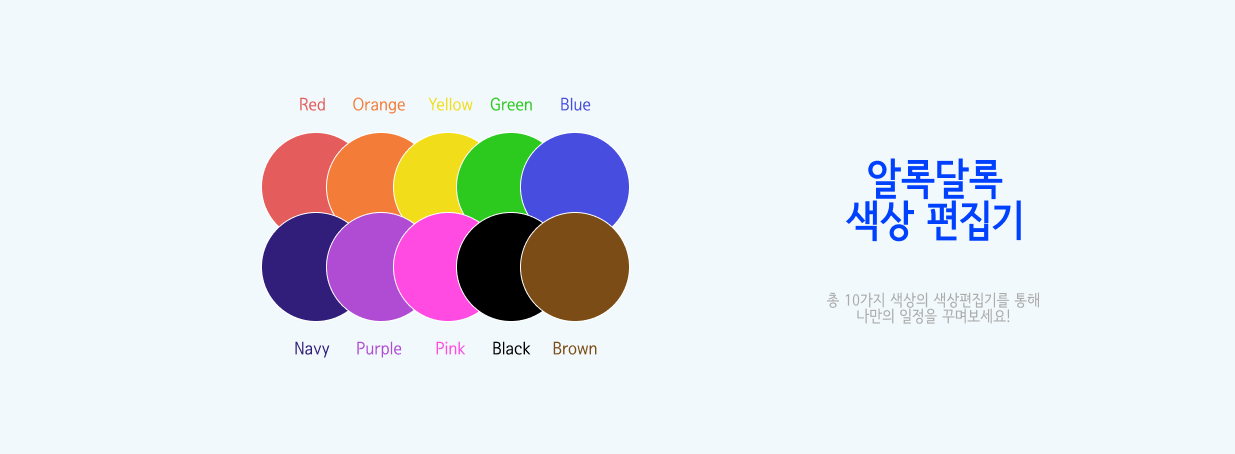 Red Orange Yellow Green Blue
Navy Purple Pink Black Brown
알록달록
색상 편집기
총 10가지 색상의 색상편집기를 통해
나만의 일정을 꾸며보세요!